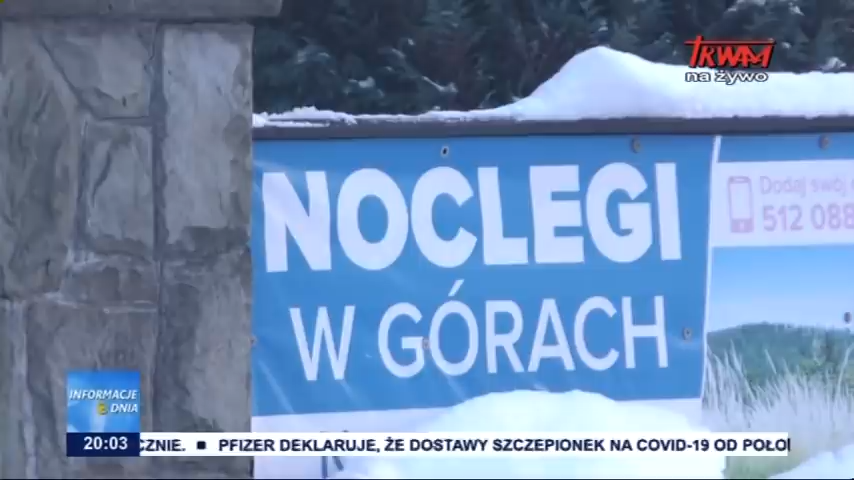 TRWAM
na żywo
NOCLEGI
W GÓRACH
Dodaj swój
512 088
INFORMACJE
DNIA
20:03
CZNIE. ■ PFIZER DEKLARUJE, ŻE DOSTAWY SZCZEPIONEK NA COVID-19 OD POŁO